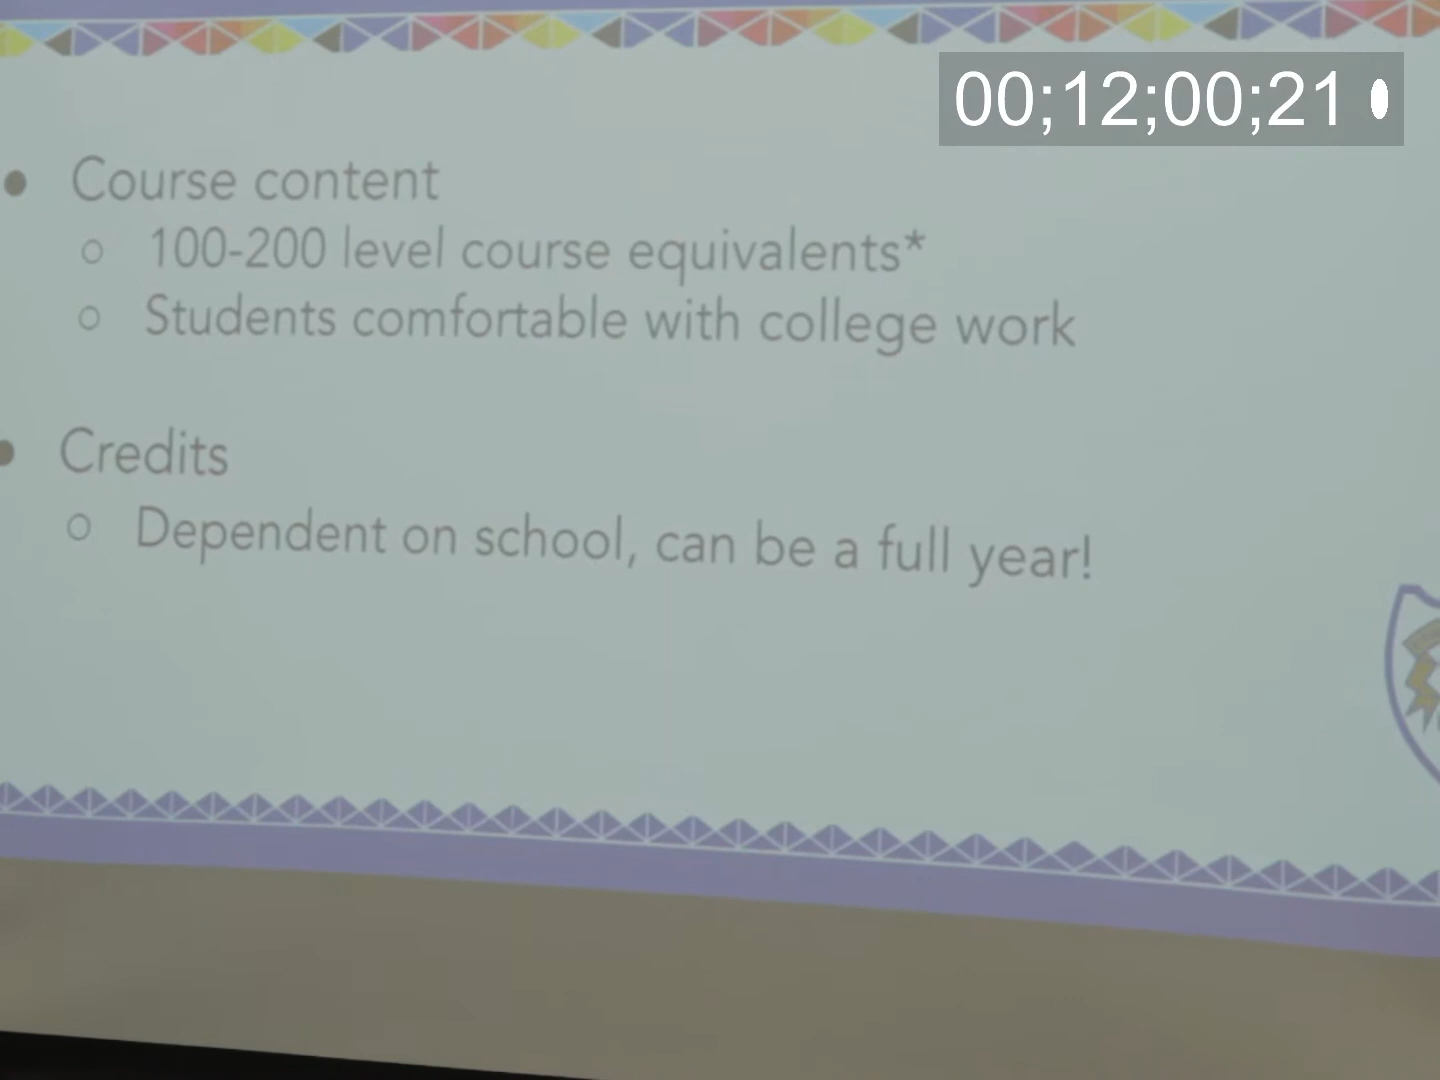 00;12;00;21
• Course content
○ 100-200 level course equivalents*
○ Students comfortable with college work
• Credits
○ Dependent on school, can be a full year!